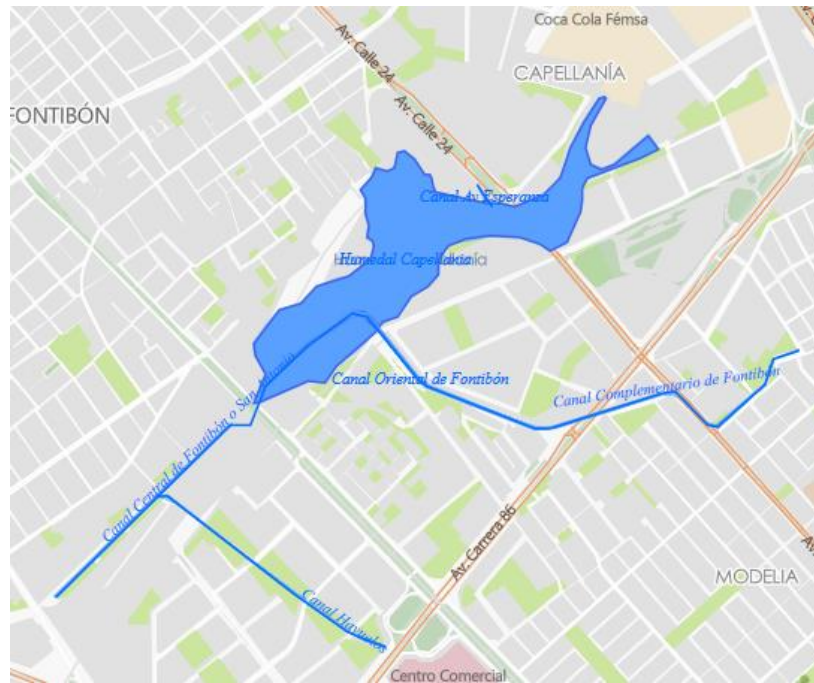 Coca Cola Fémsa
Av. Calle 24
CAPELLANÍA
FONTIBÓN
Av. Calle 24
Canal Av Esperanza
Humedal Capellania
Canal Oriental de Fontibón
Canal Complementario de Fontibón
Canal Central de Fontibón o San Antonio
Av. Carrera 86
MODELIA
Canal Hayuelos
Centro Comercial